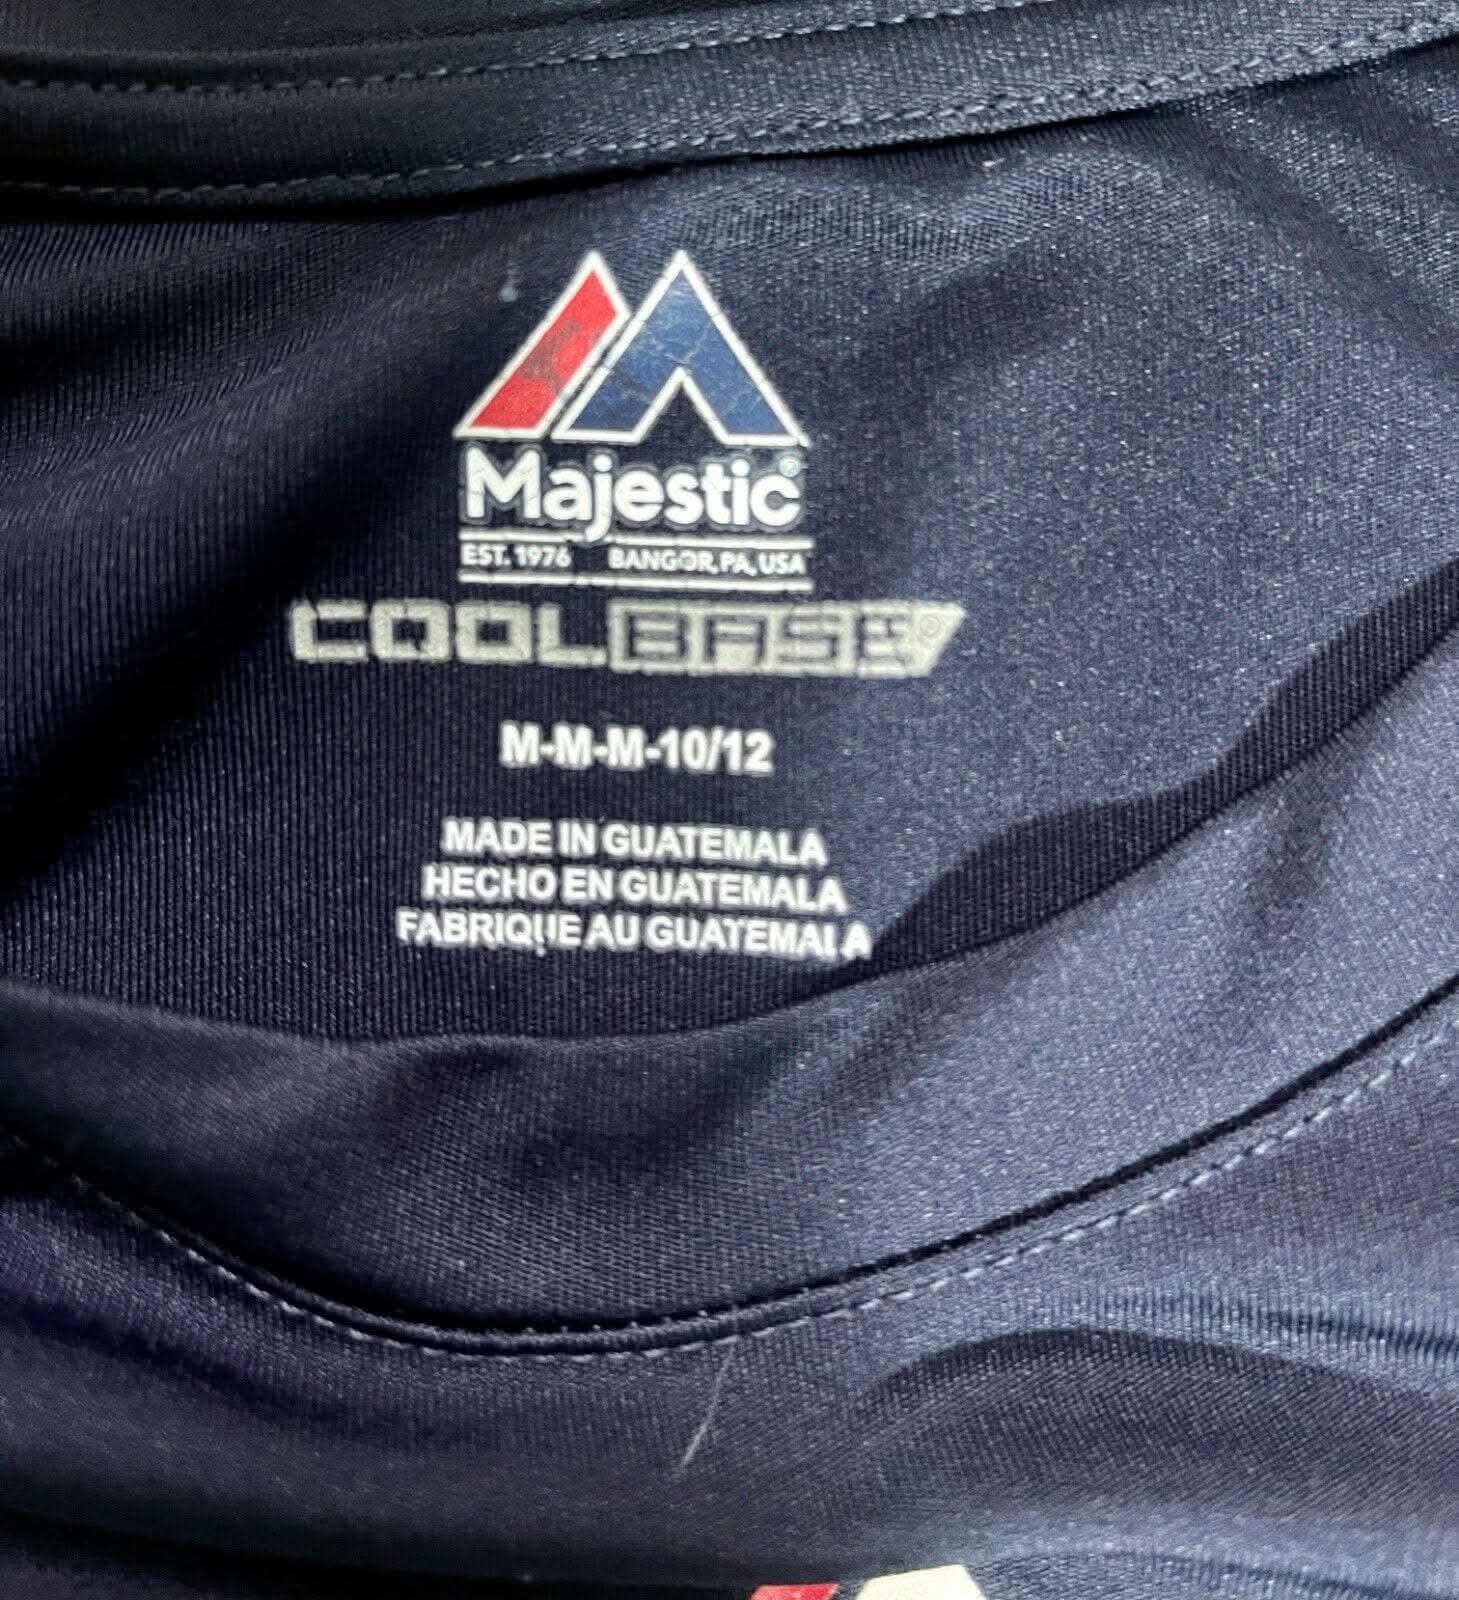 Majestic®
EST. 1976 BANGOR, PA, USA
COOLBASE®
M-M-M-10/12
MADE IN GUATEMALA
HECHO EN GUATEMALA
FABRIQUE AU GUATEMALA